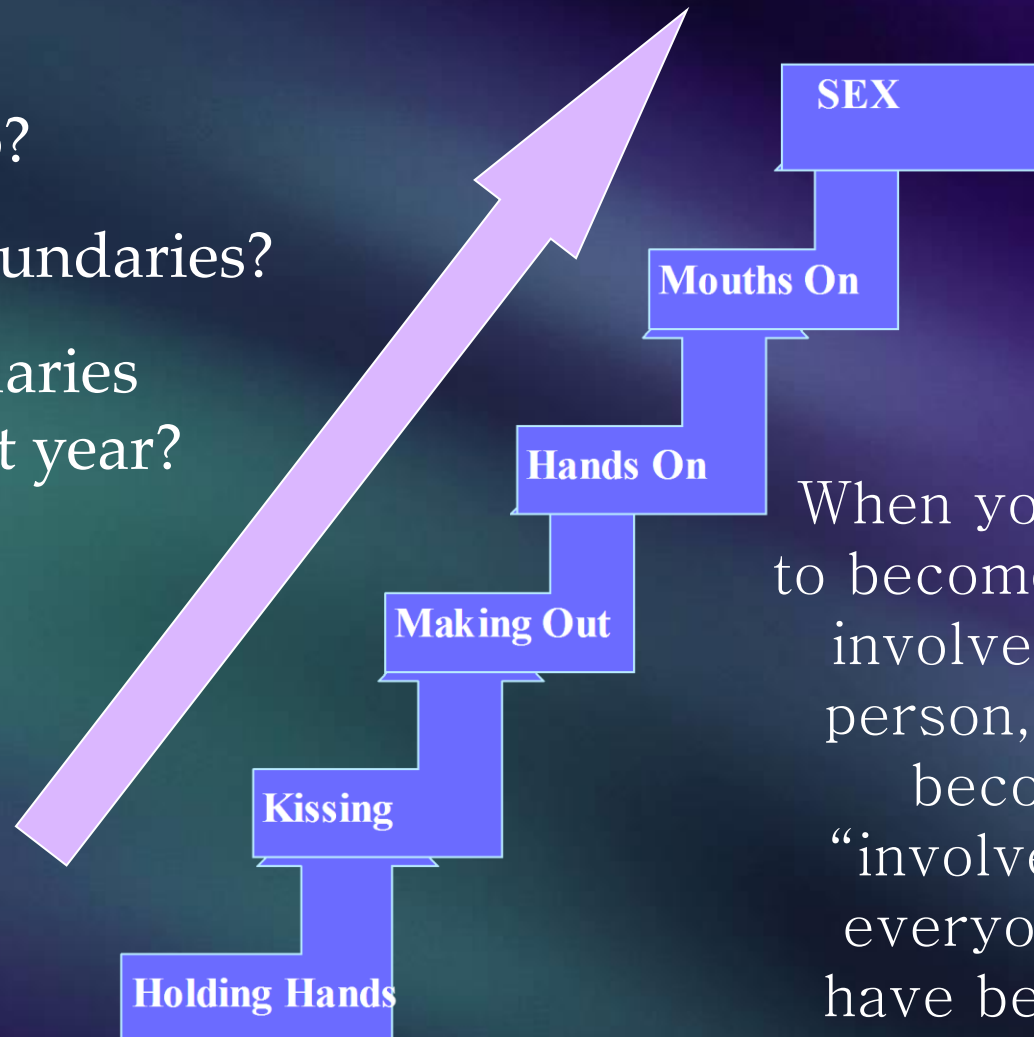 ?
undaries?
aries
t year?
SEX
Mouths On
Hands On
Making Out
Kissing
Holding Hands
When yo
to become
involve
person,
beco
“involve
everyo
have be